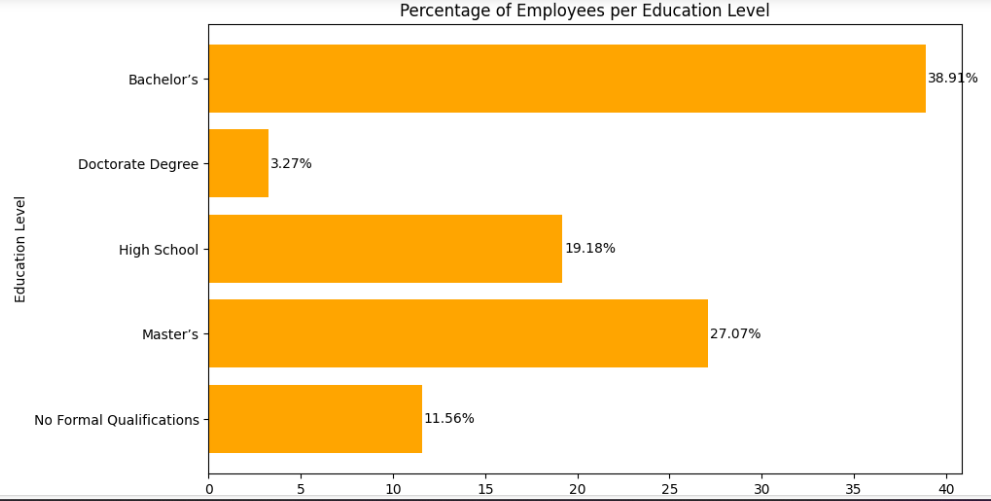 Percentage of Employees per Education Level
Education Level
Bachelor’s
38.91%
Doctorate Degree
3.27%
High School
19.18%
Master’s
27.07%
No Formal Qualifications
11.56%
0 5 10 15 20 25 30 35 40